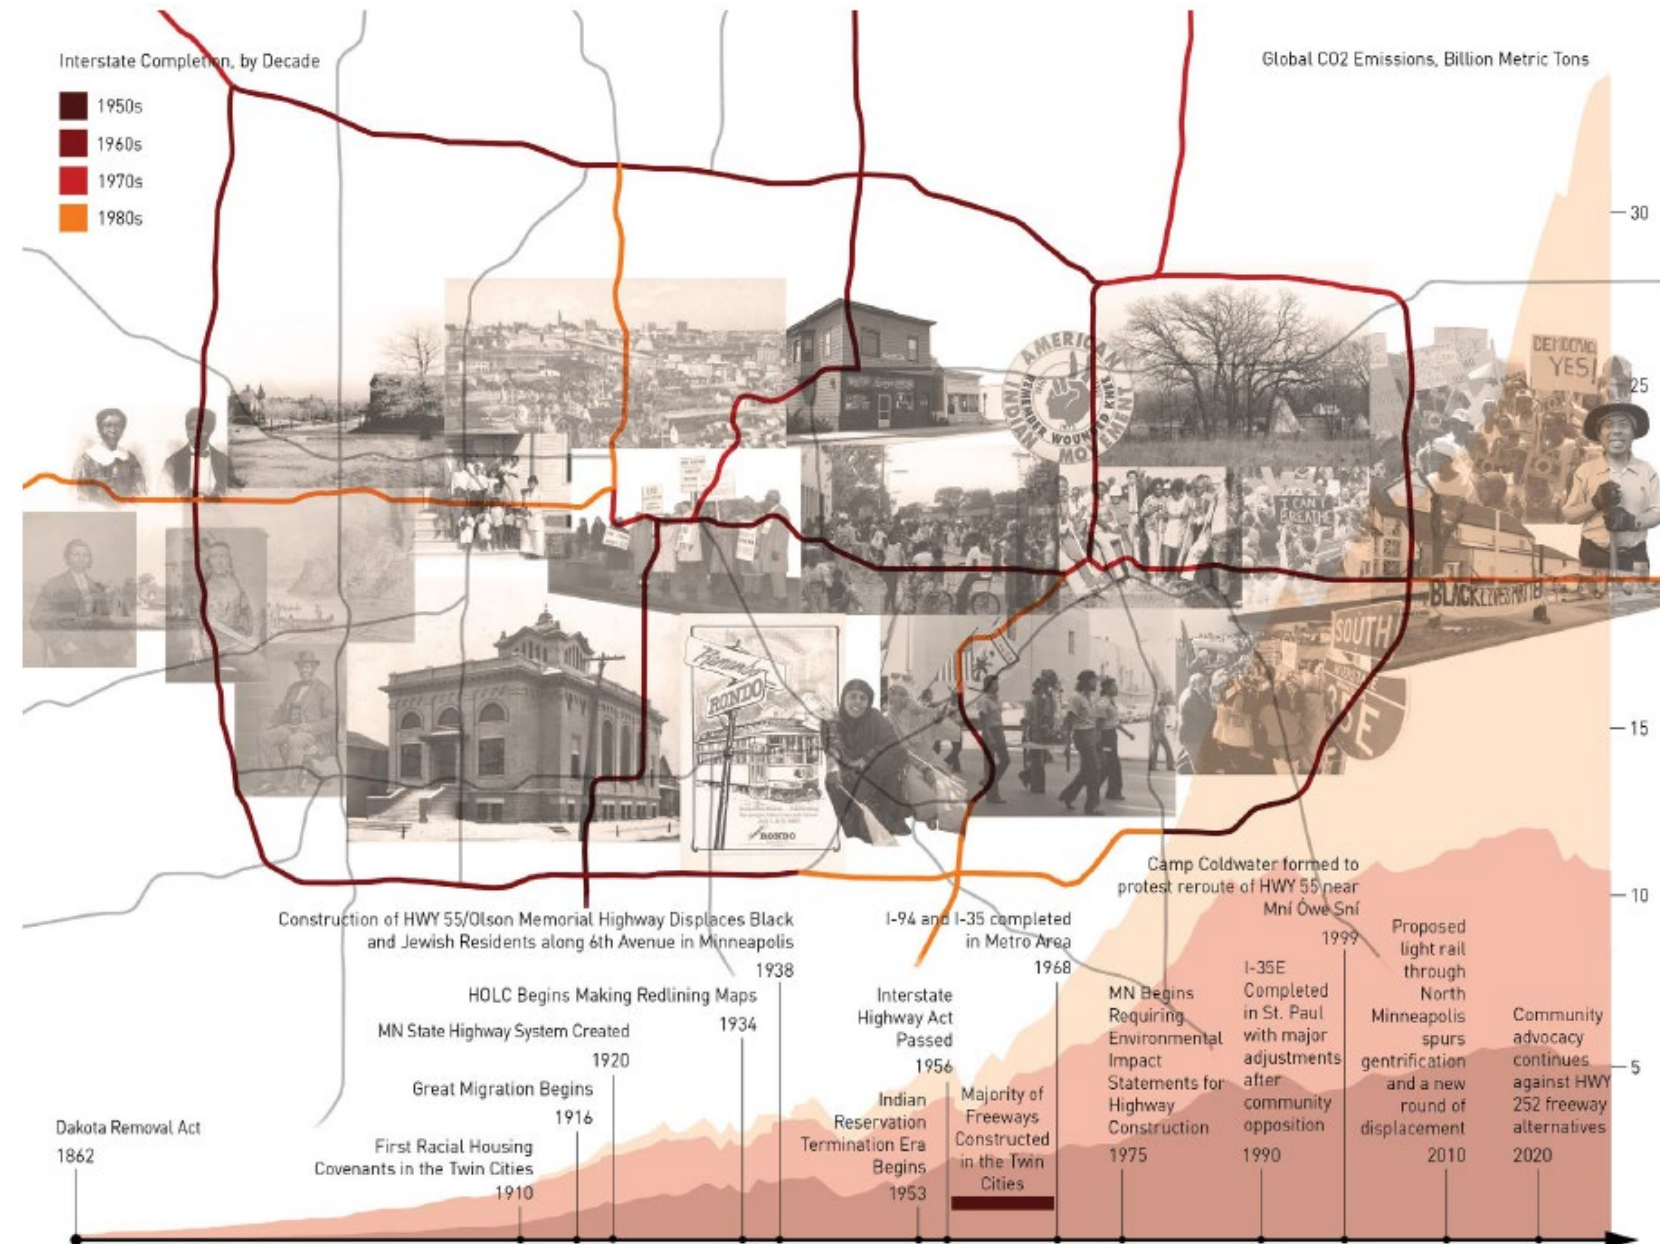 Interstate Completion, by Decade
1950s
1960s
1970s
1980s
Global CO2 Emissions, Billion Metric Tons
30
25
15
10
5
AMERICAN
INDIAN
MOVEMENT
REMEMBER WOUNDED KNEE
DEMOCRACY
YES!
I CAN'T
BREATHE
BLACK LIVES MATTER
SOUTH
35
E
RONDO
RONDO
Construction of HWY 55/Olson Memorial Highway Displaces Black
and Jewish Residents along 6th Avenue in Minneapolis
1938
HOLC Begins Making Redlining Maps
1934
MN State Highway System Created
1920
Great Migration Begins
1916
First Racial Housing
Covenants in the Twin Cities
1910
Dakota Removal Act
1862
I-94 and I-35 completed
in Metro Area
1968
Interstate
Highway Act
Passed
1956
Indian
Reservation
Termination Era
Begins
1953
Majority of
Freeways
Constructed
in the Twin
Cities
MN Begins
Requiring
Environmental
Impact
Statements for
Highway
Construction
1975
Camp Coldwater formed to
protest reroute of HWY 55 near
Mní Ówe Sní
1999
I-35E
Completed
in St. Paul
with major
adjustments
after
community
opposition
1990
Proposed
light rail
through
North
Minneapolis
spurs
gentrification
and a new
round of
displacement
2010
Community
advocacy
continues
against HWY
252 freeway
alternatives
2020